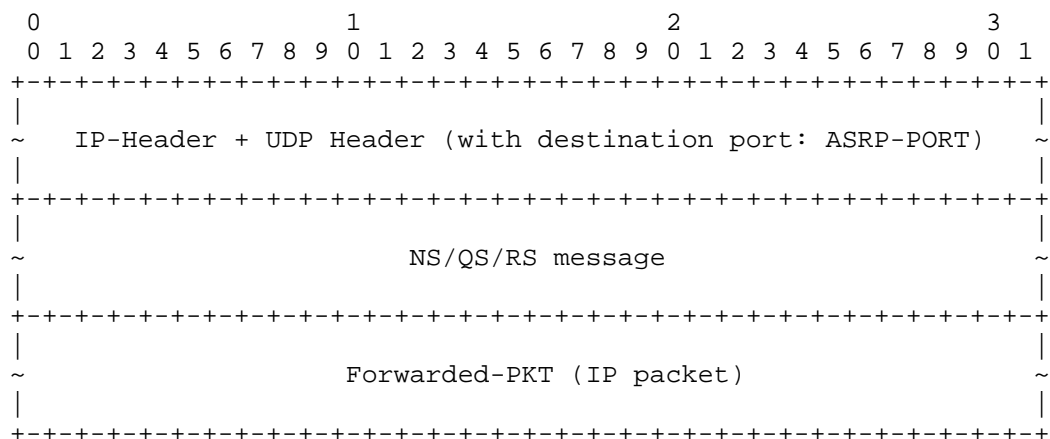 0                   1                   2                   3
 0 1 2 3 4 5 6 7 8 9 0 1 2 3 4 5 6 7 8 9 0 1 2 3 4 5 6 7 8 9 0 1
+-+-+-+-+-+-+-+-+-+-+-+-+-+-+-+-+-+-+-+-+-+-+-+-+-+-+-+-+-+-+-+-+
|                                                               |
~   IP-Header + UDP Header (with destination port: ASRP-PORT)   ~
|                                                               |
+-+-+-+-+-+-+-+-+-+-+-+-+-+-+-+-+-+-+-+-+-+-+-+-+-+-+-+-+-+-+-+-+
|                                                               |
~                        NS/QS/RS message                       ~
|                                                               |
+-+-+-+-+-+-+-+-+-+-+-+-+-+-+-+-+-+-+-+-+-+-+-+-+-+-+-+-+-+-+-+-+
|                                                               |
~                    Forwarded-PKT (IP packet)                  ~
|                                                               |
+-+-+-+-+-+-+-+-+-+-+-+-+-+-+-+-+-+-+-+-+-+-+-+-+-+-+-+-+-+-+-+-+